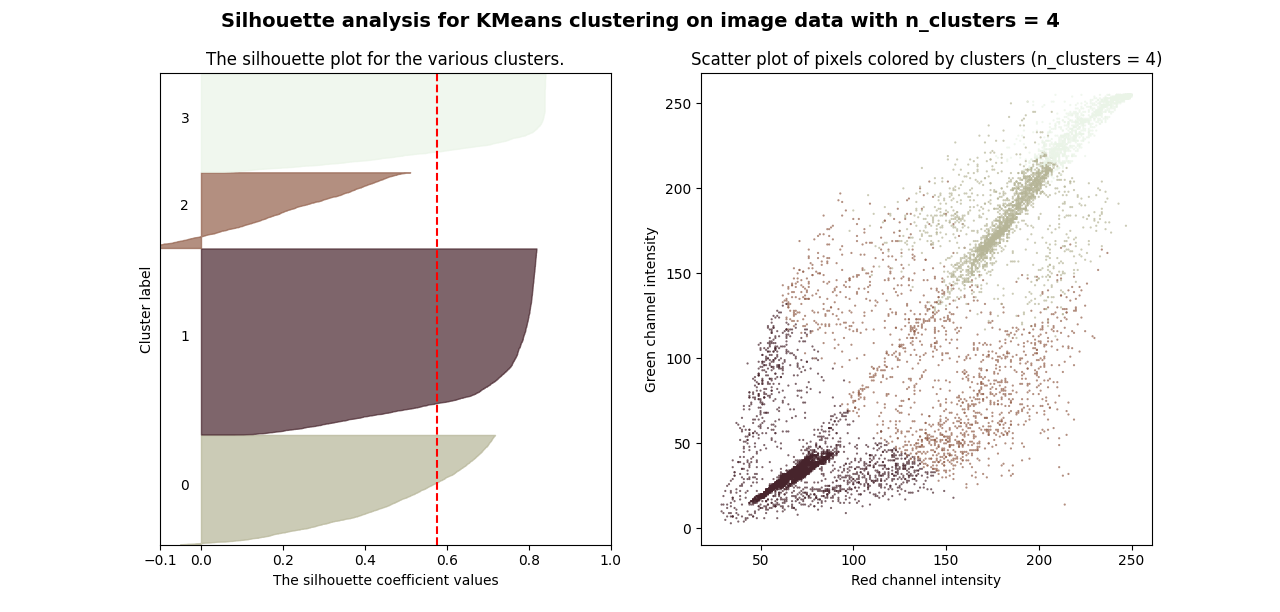 Silhouette analysis for KMeans clustering on image data with n_clusters = 4
The silhouette plot for the various clusters.
3
2
1
0
Cluster label
−0.1 0.0 0.2 0.4 0.6 0.8 1.0
The silhouette coefficient values
Scatter plot of pixels colored by clusters (n_clusters = 4)
250
200
150
100
50
0
Green channel intensity
50 100 150 200 250
Red channel intensity